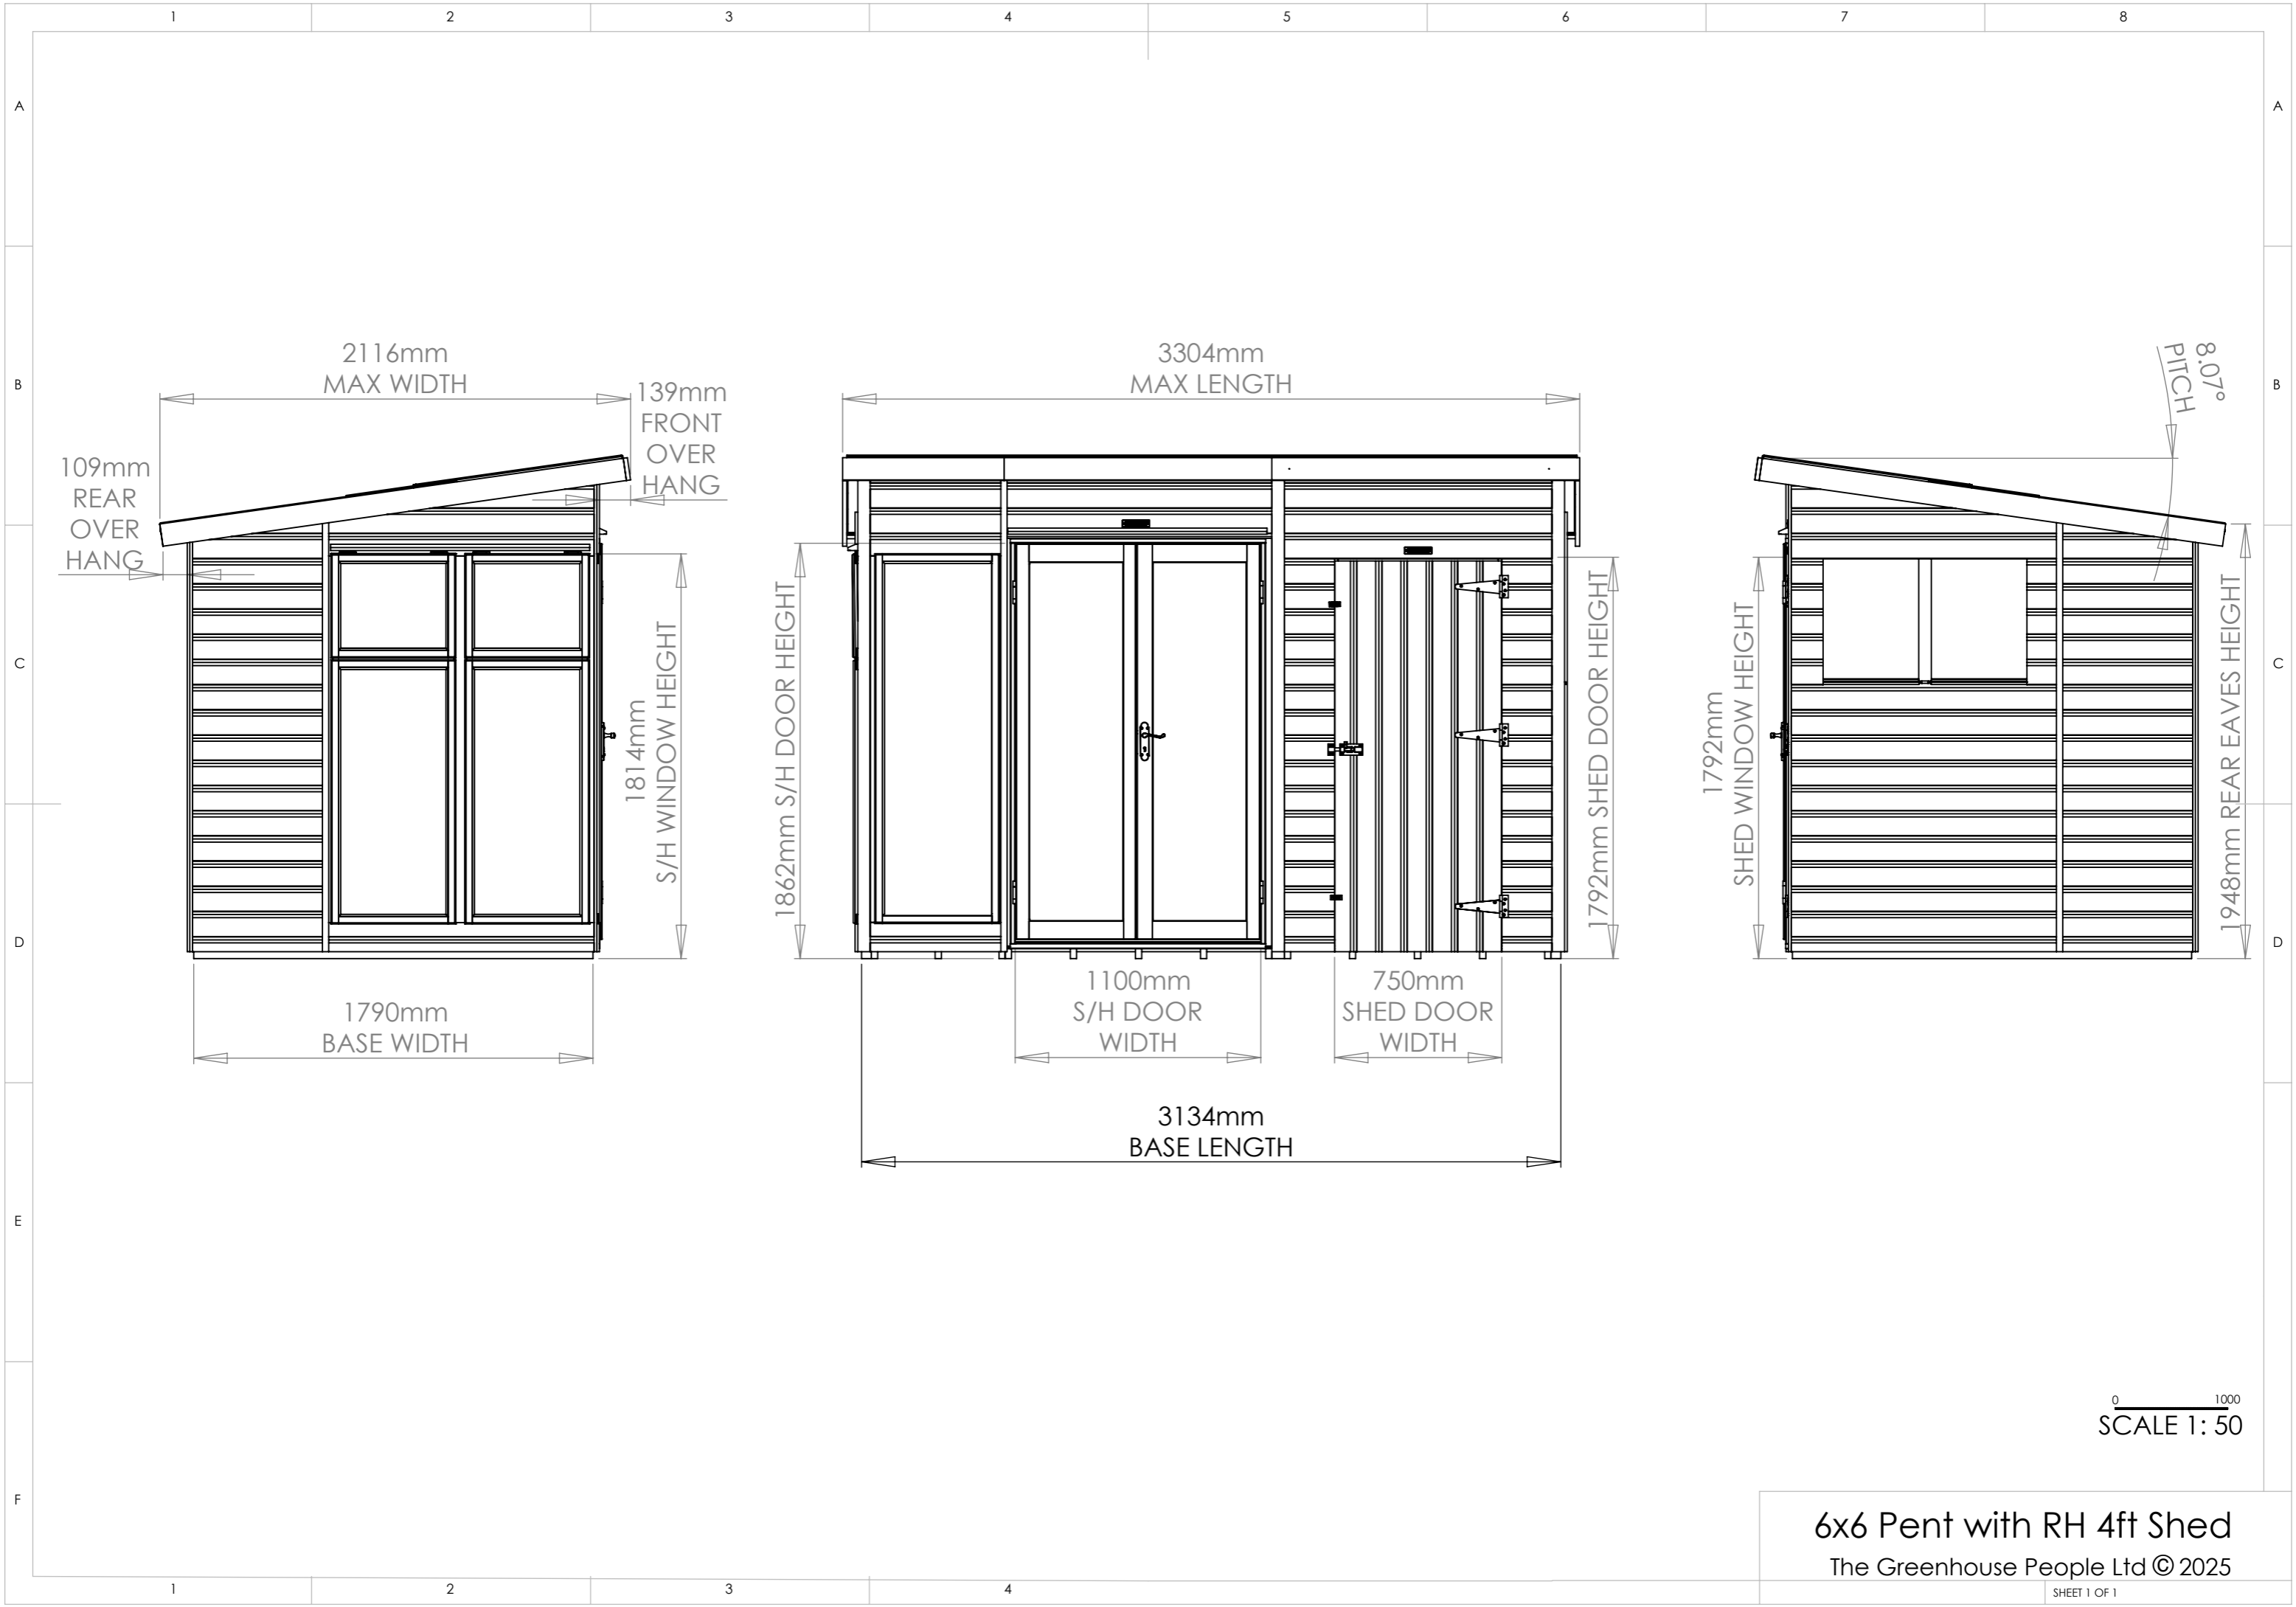 1 2 3 4 5 6 7 8
A A
2116mm
MAX WIDTH
3304mm
MAX LENGTH
8.07°
PITCH
B B
139mm
FRONT
OVER
HANG
109mm
REAR
OVER
HANG
C C
1814mm
S/H WINDOW HEIGHT
1862mm S/H DOOR HEIGHT
1792mm SHED DOOR HEIGHT
1792mm
SHED WINDOW HEIGHT
1948mm REAR EAVES HEIGHT
D D
1790mm
BASE WIDTH
1100mm
S/H DOOR
WIDTH
750mm
SHED DOOR
WIDTH
3134mm
BASE LENGTH
E E
0 1000
SCALE 1: 50
F
6x6 Pent with RH 4ft Shed
The Greenhouse People Ltd © 2025
SHEET 1 OF 1
1 2 3 4